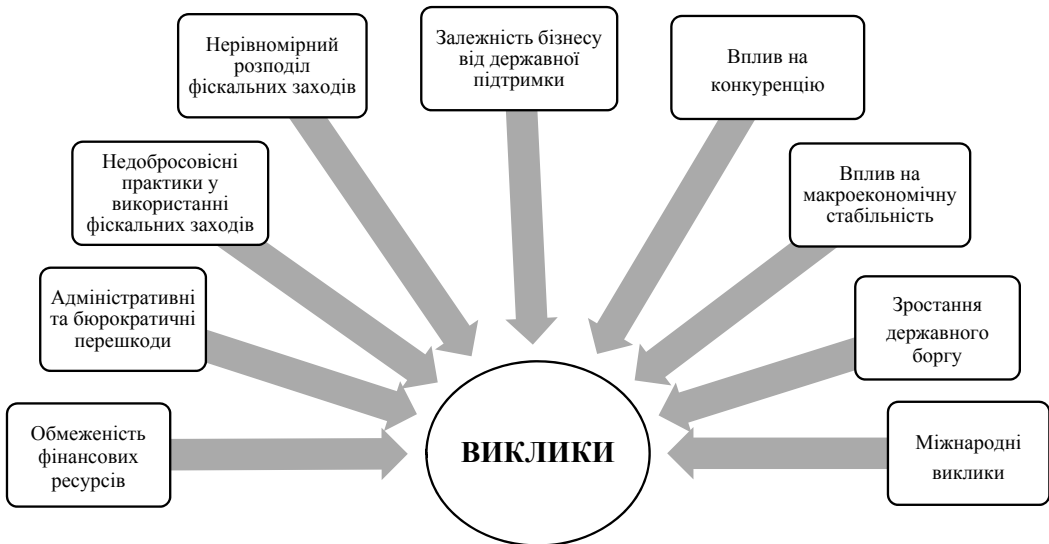 Нерівномірний
розподіл
фіскальних заходів
Залежність бізнесу
від державної
підтримки
Вплив на
конкуренцію
Недобросовісні
практики у
використанні
фіскальних заходів
Вплив на
макроекономічну
стабільність
Адміністративні
та бюрократичні
перешкоди
Зростання
державного
боргу
Обмеженість
фінансових
ресурсів
ВИКЛИКИ
Міжнародні
виклики